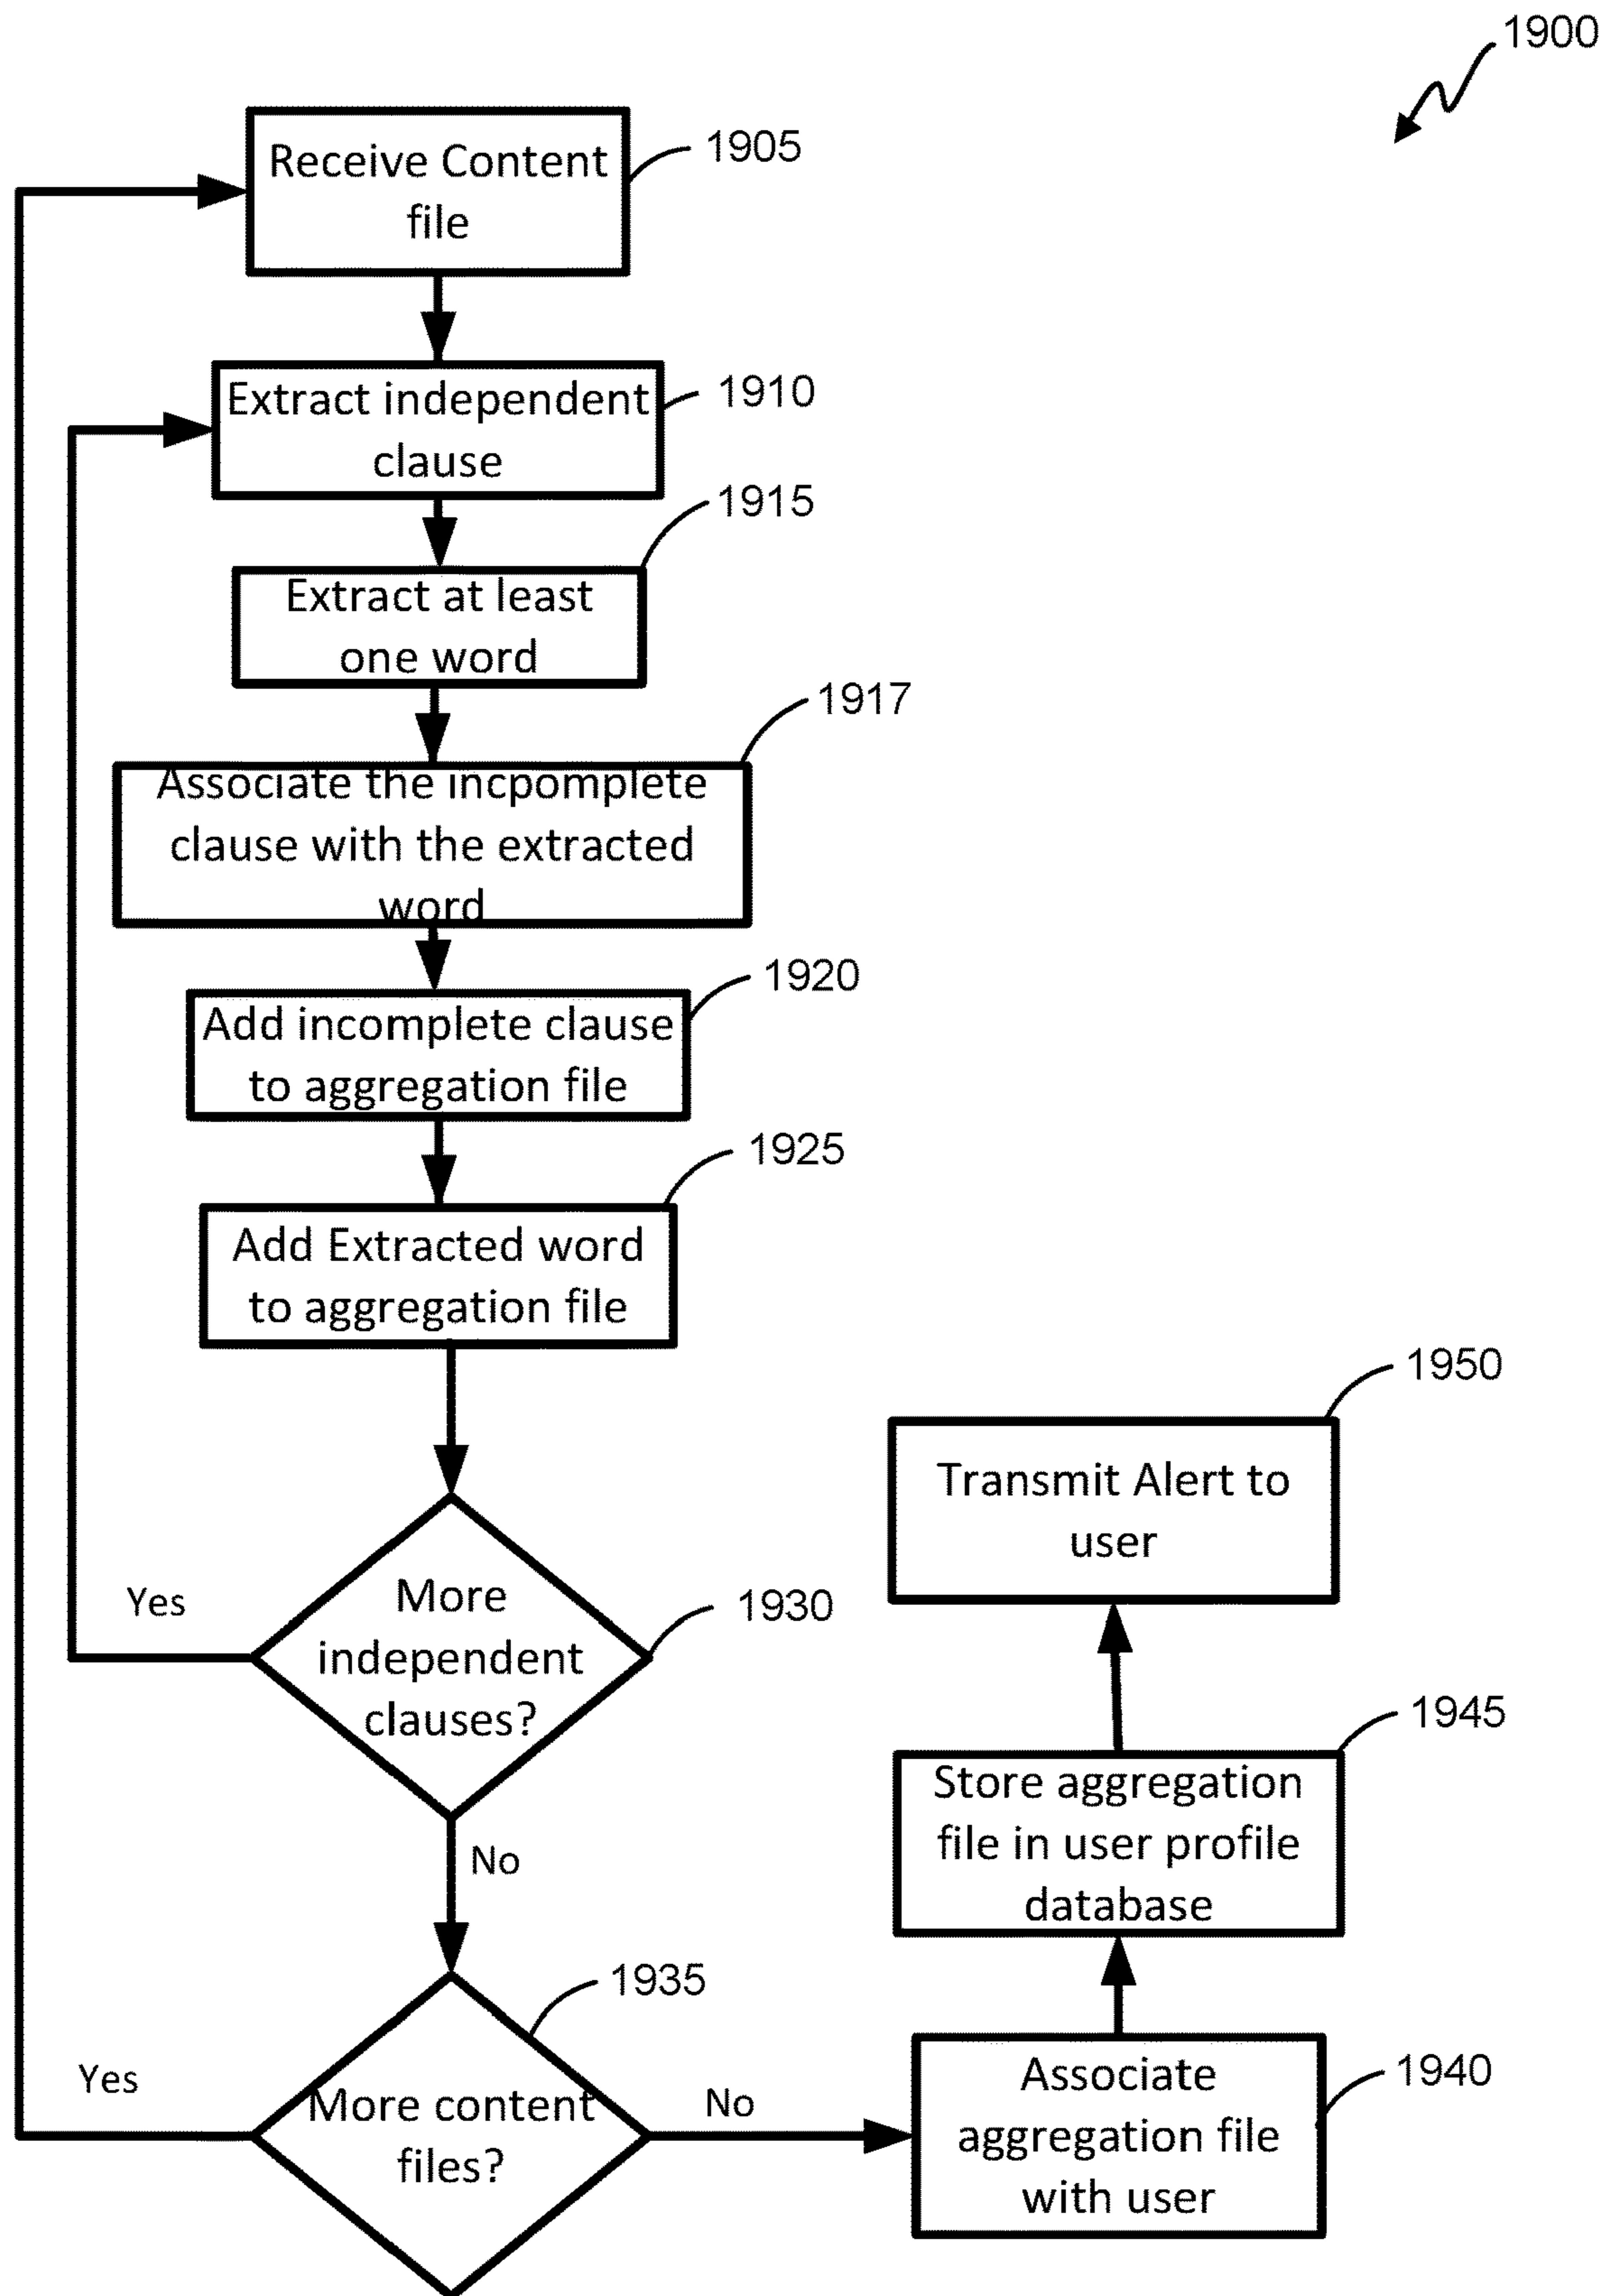 1900
Receive Content
file
1905
Extract independent
clause
1910
Extract at least
one word
1915
Associate the incpomplete
clause with the extracted
word
1917
Add incomplete clause
to aggregation file
1920
Add Extracted word
to aggregation file
1925
More
independent
clauses?
1930
Yes
No
More content
files?
1935
Yes
No
Associate
aggregation file
with user
1940
Store aggregation
file in user profile
database
1945
Transmit Alert to
user
1950